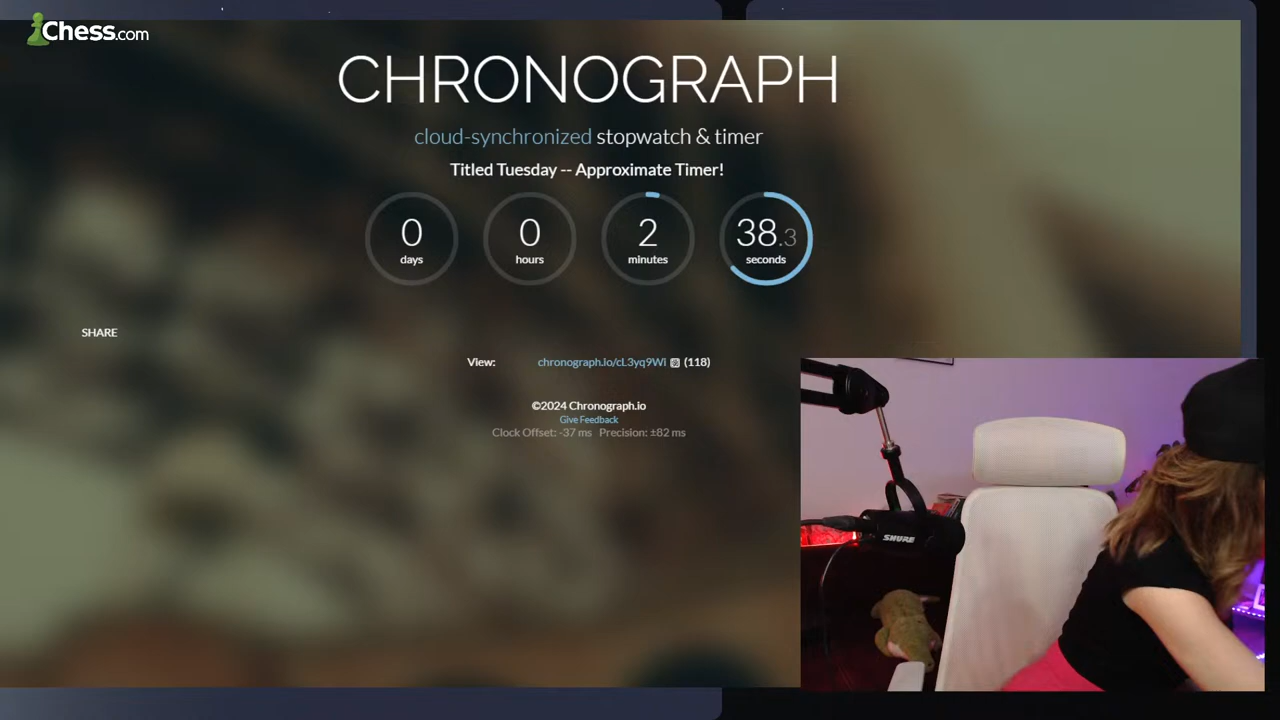 Chess.com
CHRONOGRAPH
cloud-synchronized stopwatch & timer
Titled Tuesday -- Approximate Timer!
0 0 2 38.3
days hours minutes seconds
SHARE
View: chronograph.io/cL3yq9Wl (118)
©2024 Chronograph.io
Give Feedback
Clock Offset: -37 ms Precision: ±82 ms
SHURE